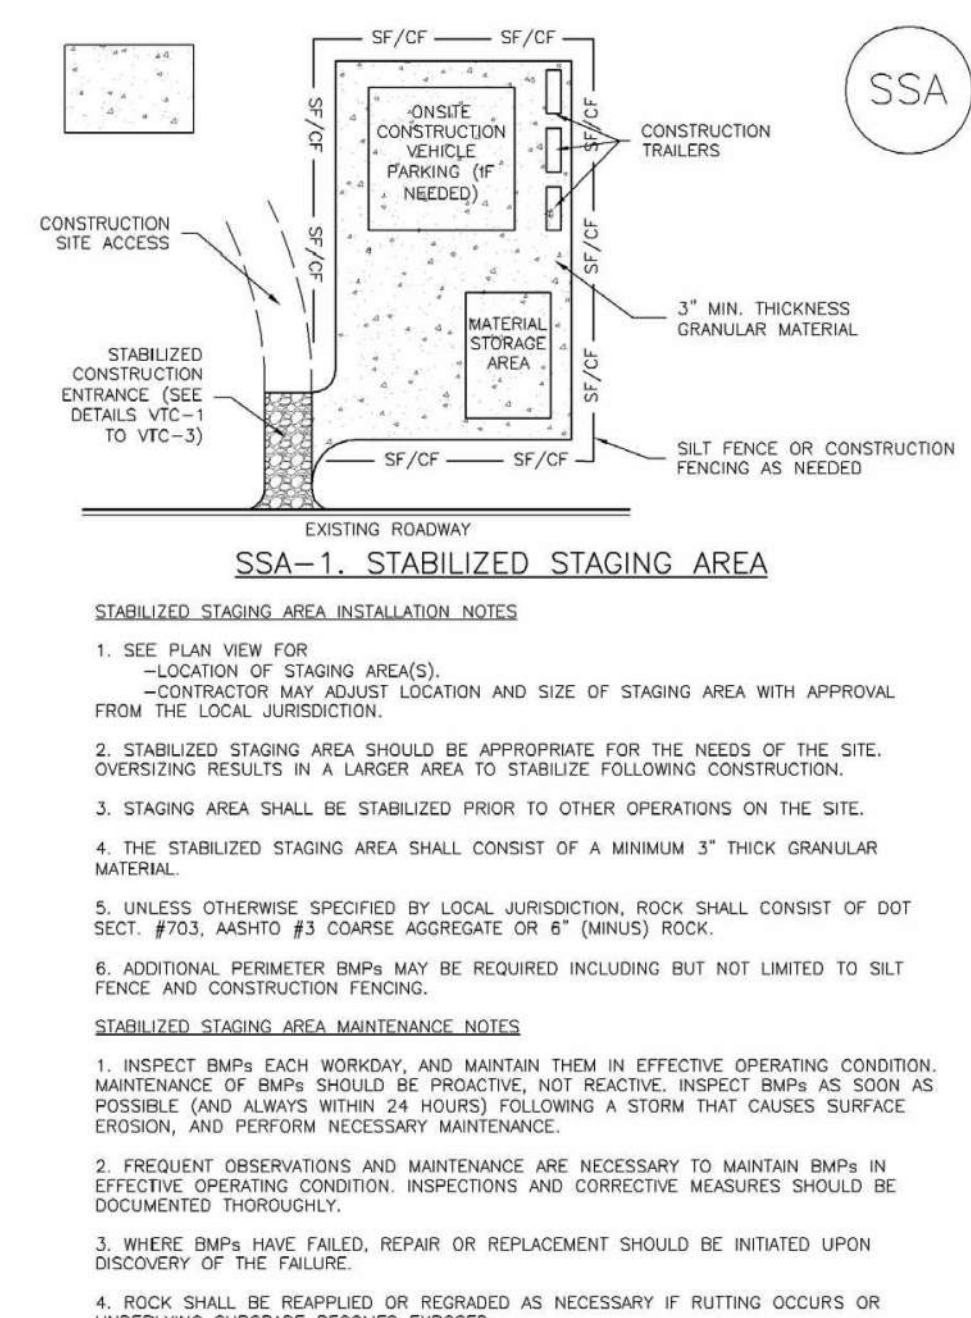 SF/CF SF/CF
SSA
SF/CF
ONSITE
CONSTRUCTION
VEHICLE
PARKING (IF
NEEDED)
SF/CF
CONSTRUCTION
TRAILERS
CONSTRUCTION
SITE ACCESS
SF/CF
SF/CF
3" MIN. THICKNESS
GRANULAR MATERIAL
MATERIAL
STORAGE
AREA
STABILIZED
CONSTRUCTION
ENTRANCE (SEE
DETAILS VTC-1
TO VTC-3)
SF/CF
SF/CF SF/CF
SILT FENCE OR CONSTRUCTION
FENCING AS NEEDED
EXISTING ROADWAY
SSA-1. STABILIZED STAGING AREA
STABILIZED STAGING AREA INSTALLATION NOTES
1. SEE PLAN VIEW FOR
-LOCATION OF STAGING AREA(S).
-CONTRACTOR MAY ADJUST LOCATION AND SIZE OF STAGING AREA WITH APPROVAL
FROM THE LOCAL JURISDICTION.
2. STABILIZED STAGING AREA SHOULD BE APPROPRIATE FOR THE NEEDS OF THE SITE.
OVERSIZING RESULTS IN A LARGER AREA TO STABILIZE FOLLOWING CONSTRUCTION.
3. STAGING AREA SHALL BE STABILIZED PRIOR TO OTHER OPERATIONS ON THE SITE.
4. THE STABILIZED STAGING AREA SHALL CONSIST OF A MINIMUM 3" THICK GRANULAR
MATERIAL.
5. UNLESS OTHERWISE SPECIFIED BY LOCAL JURISDICTION, ROCK SHALL CONSIST OF DOT
SECT. #703, AASHTO #3 COARSE AGGREGATE OR 6" (MINUS) ROCK.
6. ADDITIONAL PERIMETER BMPs MAY BE REQUIRED INCLUDING BUT NOT LIMITED TO SILT
FENCE AND CONSTRUCTION FENCING.
STABILIZED STAGING AREA MAINTENANCE NOTES
1. INSPECT BMPs EACH WORKDAY, AND MAINTAIN THEM IN EFFECTIVE OPERATING CONDITION.
MAINTENANCE OF BMPs SHOULD BE PROACTIVE, NOT REACTIVE. INSPECT BMPs AS SOON AS
POSSIBLE (AND ALWAYS WITHIN 24 HOURS) FOLLOWING A STORM THAT CAUSES SURFACE
EROSION, AND PERFORM NECESSARY MAINTENANCE.
2. FREQUENT OBSERVATIONS AND MAINTENANCE ARE NECESSARY TO MAINTAIN BMPs IN
EFFECTIVE OPERATING CONDITION. INSPECTIONS AND CORRECTIVE MEASURES SHOULD BE
DOCUMENTED THOROUGHLY.
3. WHERE BMPs HAVE FAILED, REPAIR OR REPLACEMENT SHOULD BE INITIATED UPON
DISCOVERY OF THE FAILURE.
4. ROCK SHALL BE REAPPLIED OR REGRADED AS NECESSARY IF RUTTING OCCURS OR